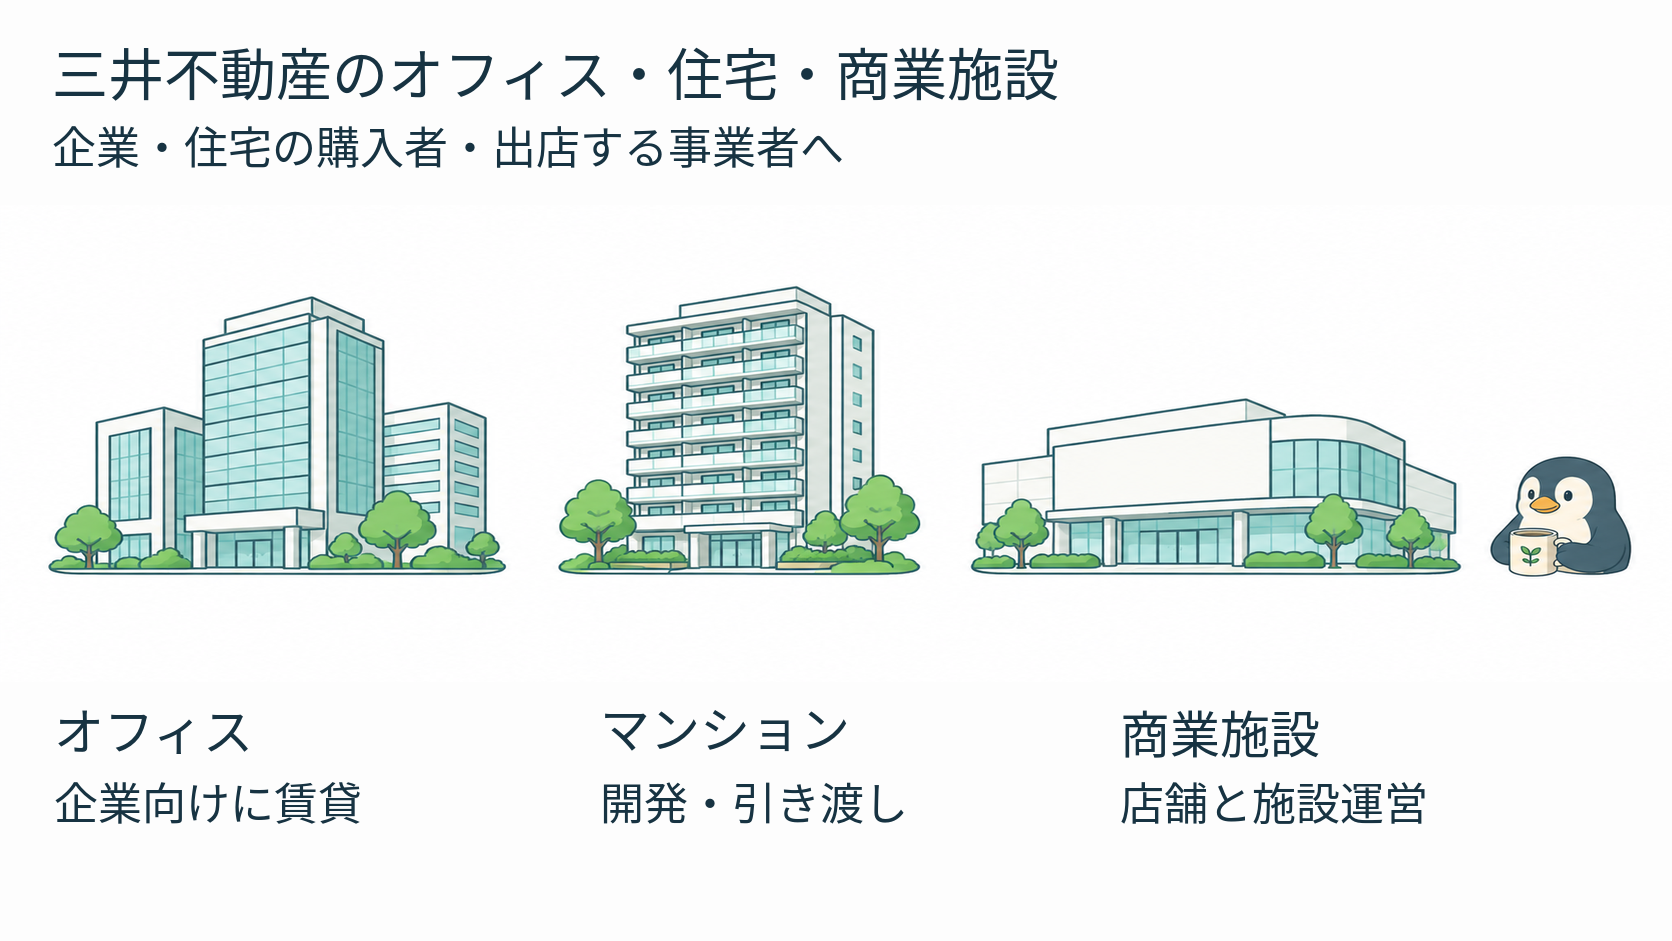 三井不動産のオフィス・住宅・商業施設
企業・住宅の購入者・出店する事業者へ
オフィス
企業向けに賃貸
マンション
開発・引き渡し
商業施設
店舗と施設運営